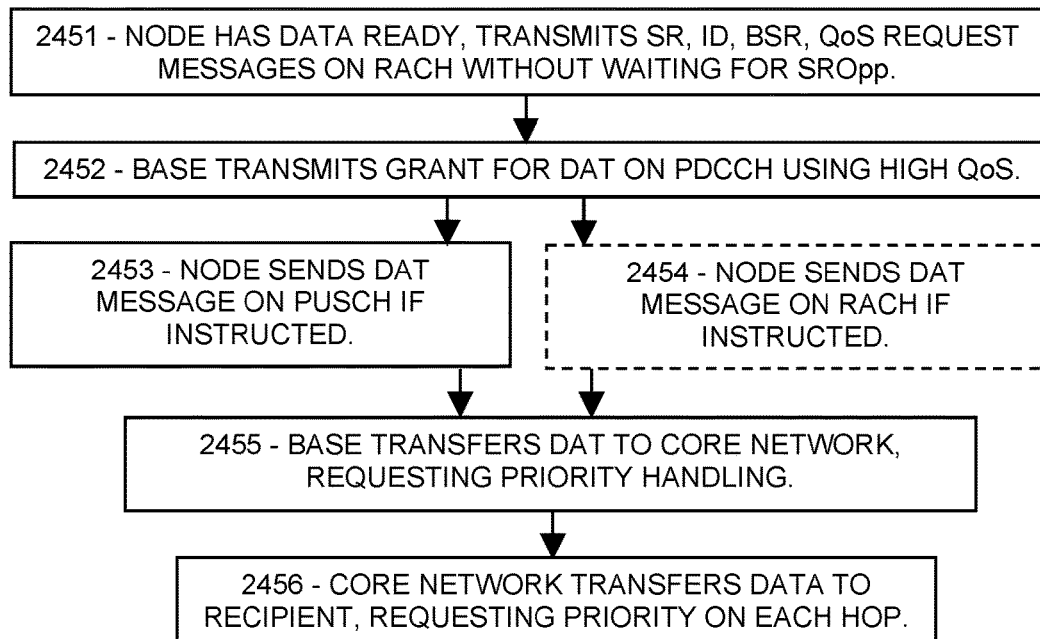 2451 - NODE HAS DATA READY, TRANSMITS SR, ID, BSR, QoS REQUEST
MESSAGES ON RACH WITHOUT WAITING FOR SROpp.
2452 - BASE TRANSMITS GRANT FOR DAT ON PDCCH USING HIGH QoS.
2453 - NODE SENDS DAT
MESSAGE ON PUSCH IF
INSTRUCTED.
2454 - NODE SENDS DAT
MESSAGE ON RACH IF
INSTRUCTED.
2455 - BASE TRANSFERS DAT TO CORE NETWORK,
REQUESTING PRIORITY HANDLING.
2456 - CORE NETWORK TRANSFERS DATA TO
RECIPIENT, REQUESTING PRIORITY ON EACH HOP.